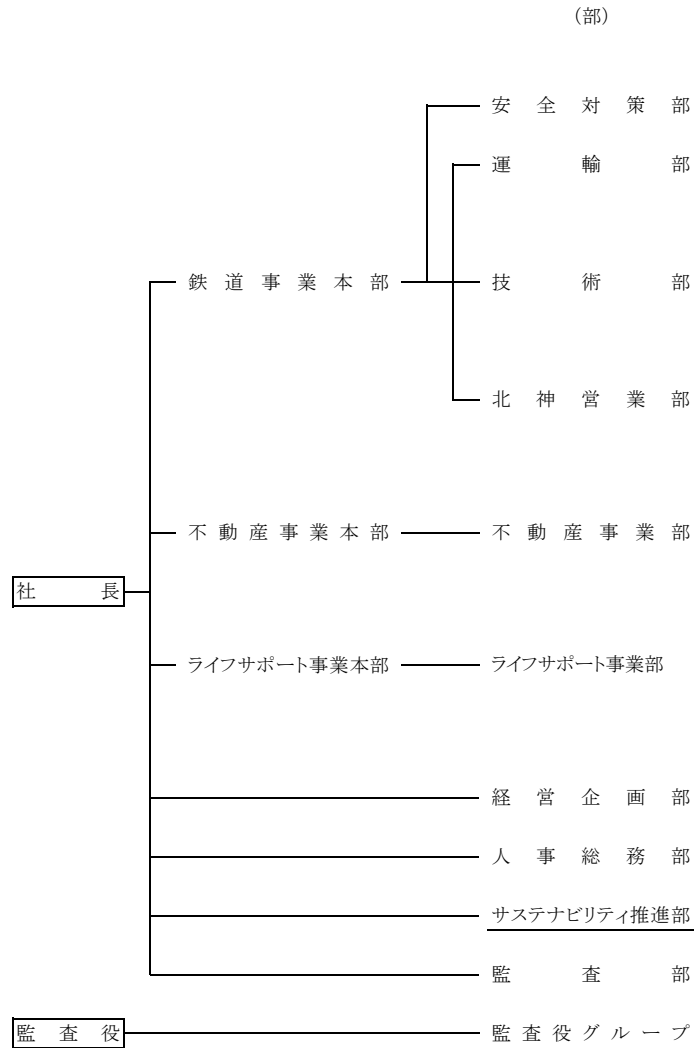 （部）
安全対策部
運輸部
鉄道事業本部 技術部
北神営業部
不動産事業本部 不動産事業部
社長
ライフサポート事業本部 ライフサポート事業部
経営企画部
人事総務部
サステナビリティ推進部
監査部
監査役 監査役グループ